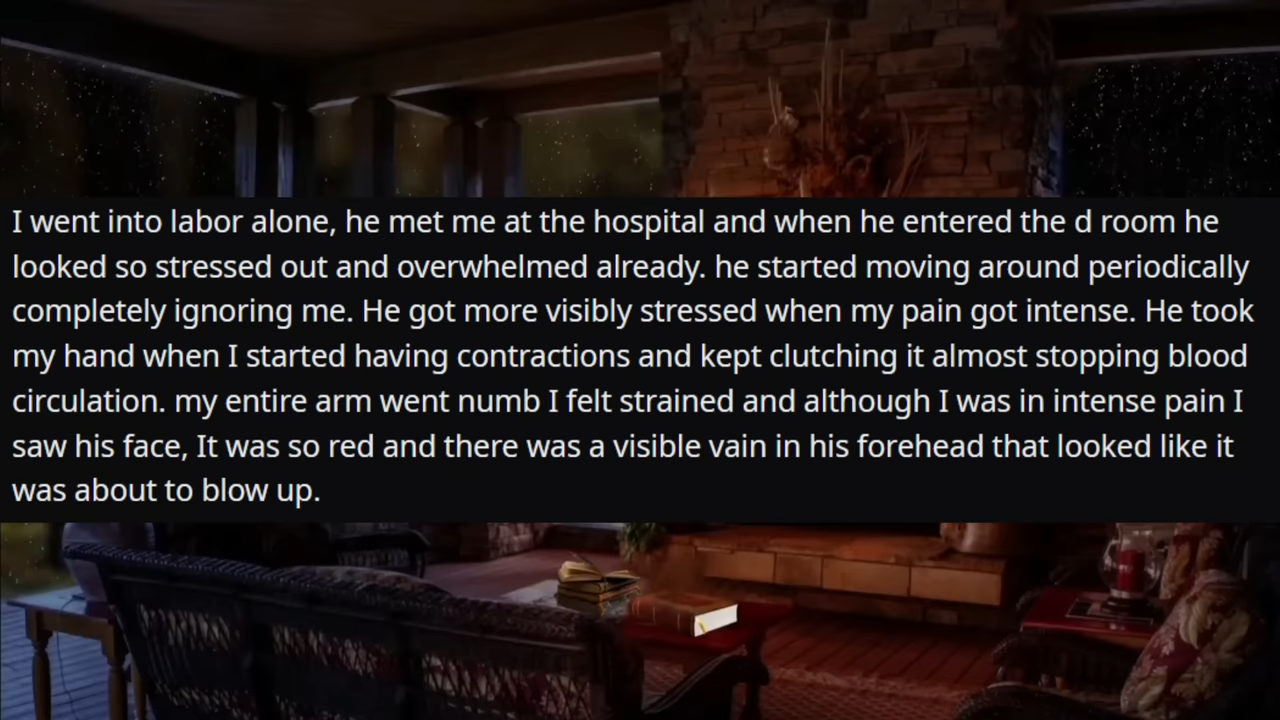 I went into labor alone, he met me at the hospital and when he entered the d room he
looked so stressed out and overwhelmed already. he started moving around periodically
completely ignoring me. He got more visibly stressed when my pain got intense. He took
my hand when I started having contractions and kept clutching it almost stopping blood
circulation. my entire arm went numb I felt strained and although I was in intense pain I
saw his face, It was so red and there was a visible vain in his forehead that looked like it
was about to blow up.